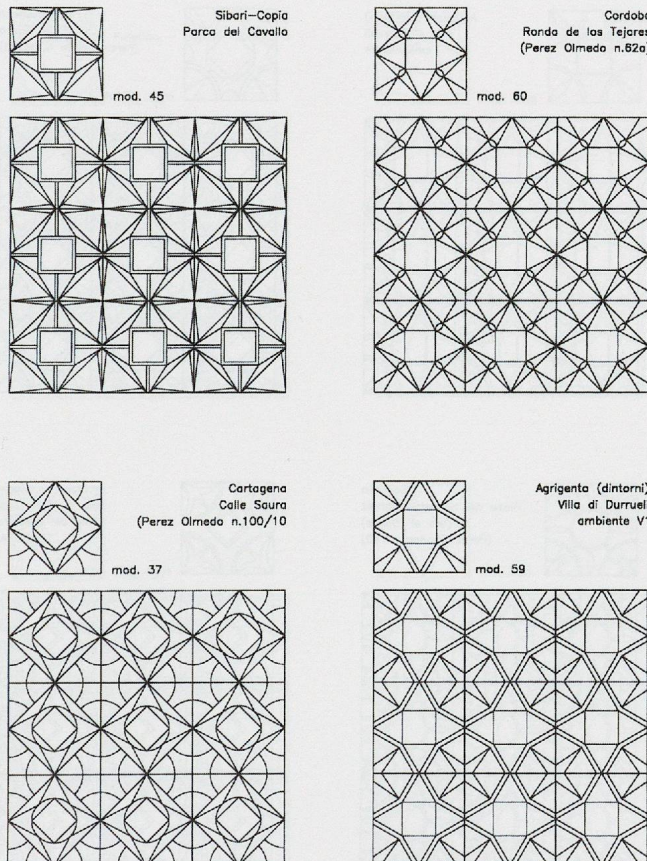 Sibari-Copia
Parco del Cavallo
mod. 45
Cordoba
Ronda de los Tejares
(Perez Olmedo n.62a)
mod. 60
Cartagena
Calle Saura
(Perez Olmedo n.100/10
mod. 37
Agrigento (dintorni)
Villa di Durrueli
ambiente V1
mod. 59